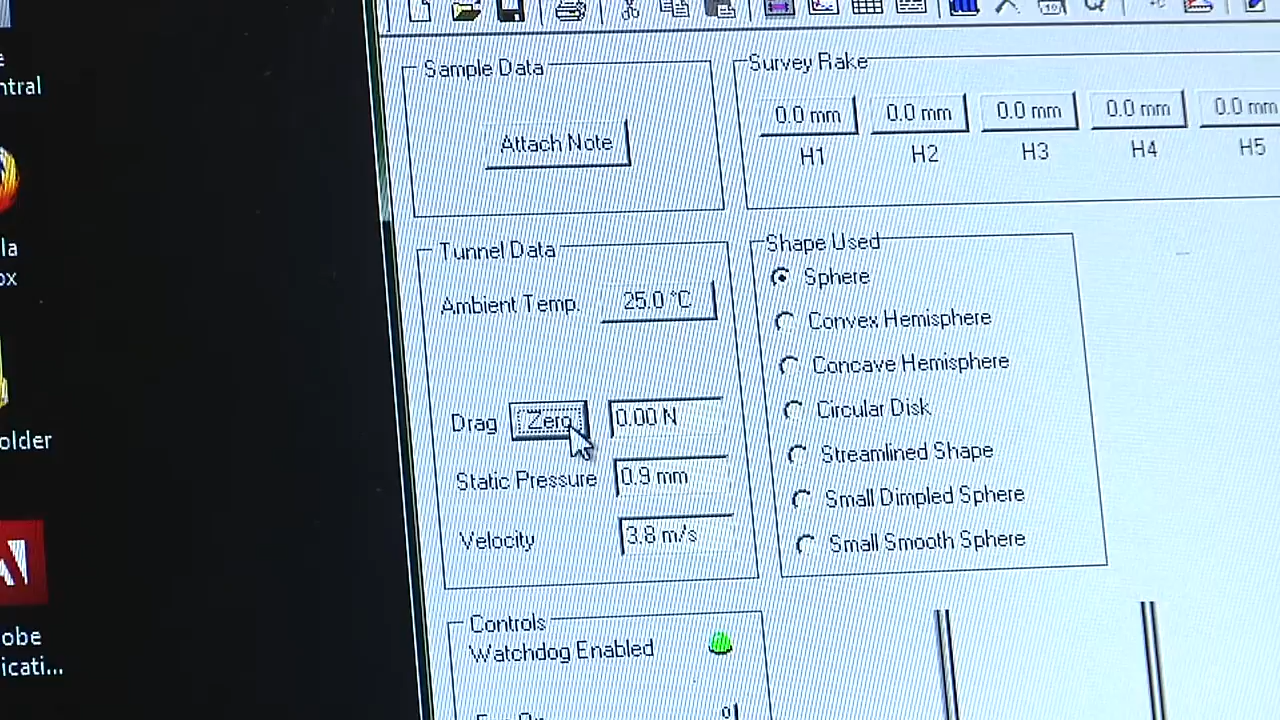 ntral
la
ox
older
obe
icati...
Sample Data
Attach Note
Survey Rake
0.0 mm 0.0 mm 0.0 mm 0.0 mm 0.0 mm
H1 H2 H3 H4 H5
Tunnel Data
Ambient Temp. 25.0 °C
Drag Zero 0.00 N
Static Pressure 0.9 mm
Velocity 3.8 m/s
Shape Used
Sphere
Convex Hemisphere
Concave Hemisphere
Circular Disk
Streamlined Shape
Small Dimpled Sphere
Small Smooth Sphere
Controls
Watchdog Enabled